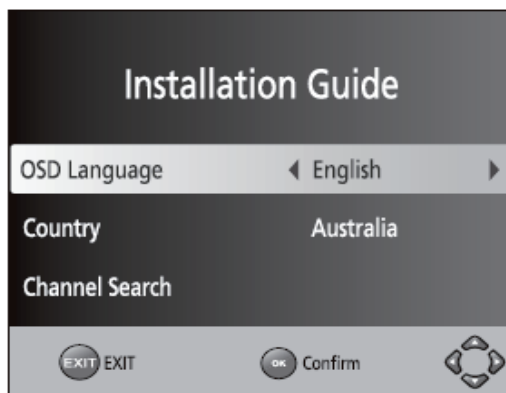 Installation Guide
OSD Language English
Country Australia
Channel Search
EXIT EXIT OK Confirm